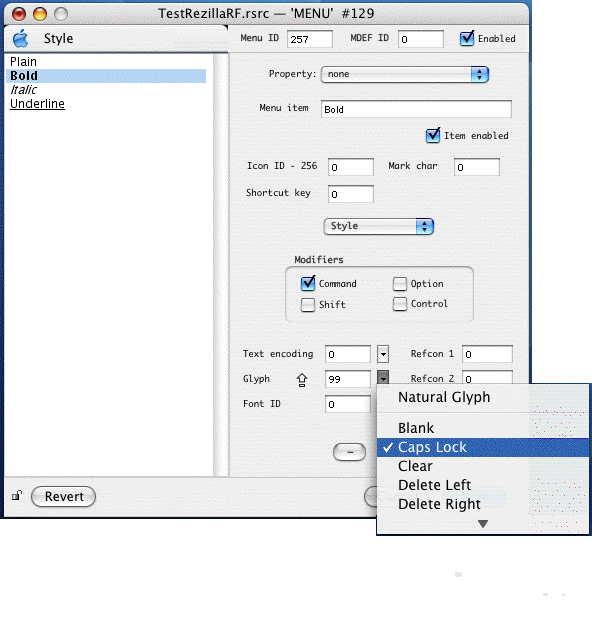 TestRezillaRF.rsrc — 'MENU' #129
Style
Menu ID 257 MDEF ID 0 Enabled
Plain
Bold
Italic
Underline
Property: none
Menu item Bold
Item enabled
Icon ID - 256 0 Mark char 0
Shortcut key 0
Style
Modifiers
Command Option
Shift Control
Text encoding 0 Refcon 1 0
Glyph 99 Refcon 2 0
Font ID 0
Natural Glyph
Blank
✓ Caps Lock
Clear
Delete Left
Delete Right
-
Revert